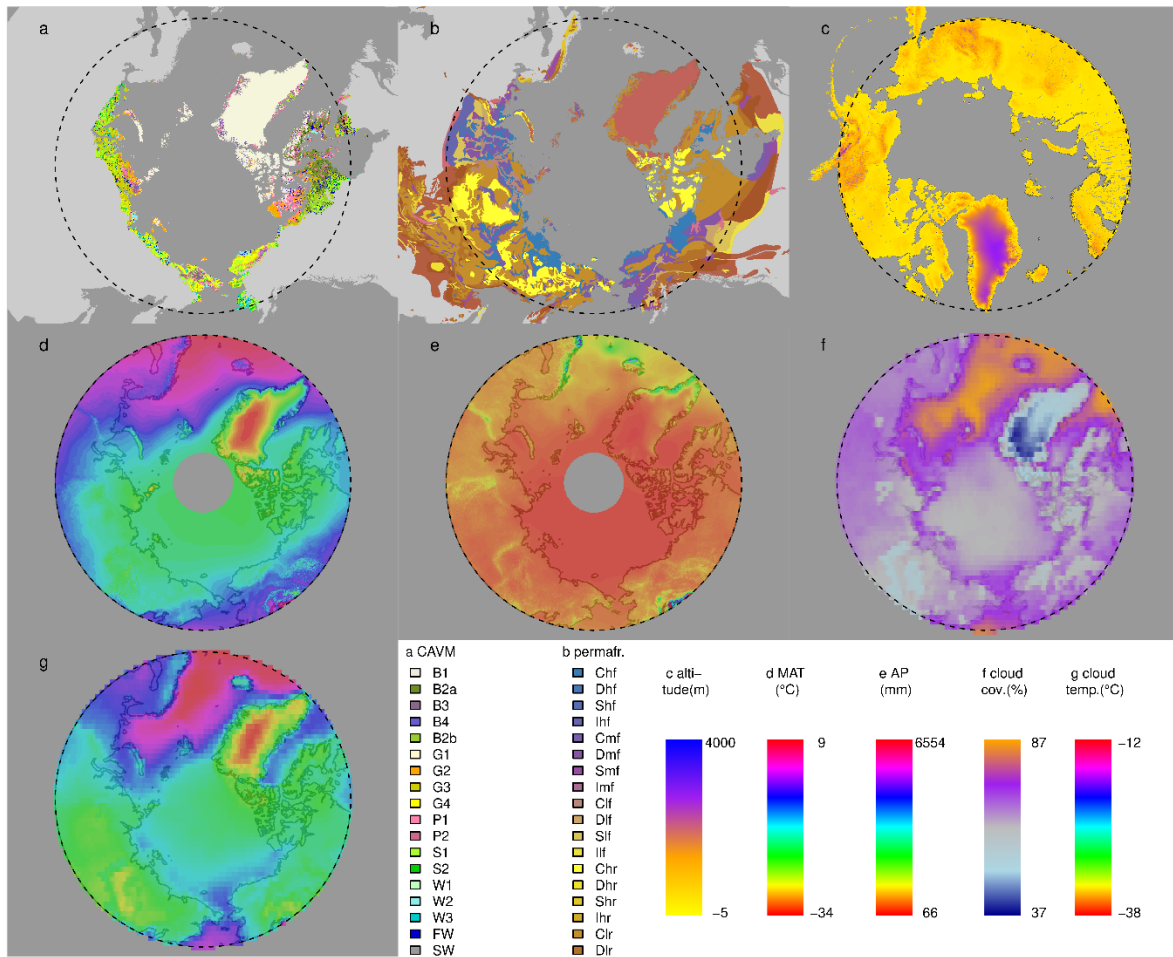 a
b
c
d
e
f
g
a CAVM
B1
B2a
B3
B4
B2b
G1
G2
G3
G4
P1
P2
S1
S2
W1
W2
W3
FW
SW
b permafr.
Chf
Dhf
Shf
Ihf
Cmf
Dmf
Smf
Imf
Clf
Dlf
Slf
Ilf
Chr
Dhr
Shr
Ihr
Clr
Dlr
c alti-
tude(m)
4000
-5
d MAT
(°C)
9
-34
e AP
(mm)
6554
66
f cloud
cov.(%)
87
37
g cloud
temp.(°C)
-12
-38